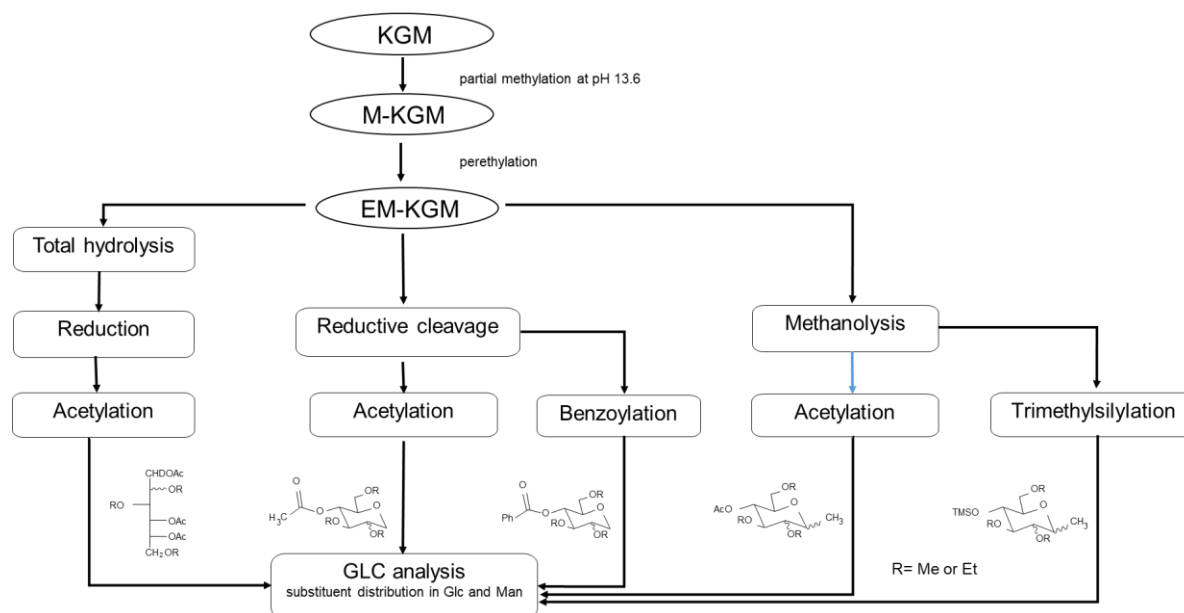 KGM
partial methylation at pH 13.6
M-KGM
perethylation
EM-KGM
Total hydrolysis
Reduction
Acetylation
Reductive cleavage
Acetylation
Benzoylation
Methanolysis
Acetylation
Trimethylsilylation
CHDOAc
OR
RO
OAc
OAc
CH2OR
O
H3C
O
OR
O
RO
OR
O
Ph
O
OR
O
RO
OR
OR
AcO
O
RO
CH3
OR
OR
TMSO
O
RO
CH3
OR
R= Me or Et
GLC analysis
substituent distribution in Glc and Man